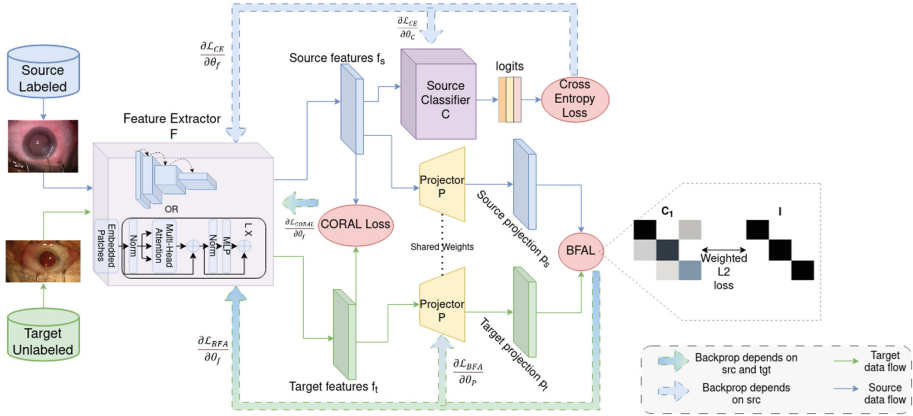 Source
Labeled
Feature Extractor
F
OR
Embedded
Patches
Norm
Multi-Head
Attention
Norm
MLP
L X
Target
Unlabeled
∂ℒ_CE
∂θ_f
∂ℒ_CE
∂θ_C
Source features f_s
Source
Classifier
C
logits
Cross
Entropy
Loss
∂ℒ_CORAL
∂θ_f
CORAL Loss
Projector
P
Shared Weights
Projector
P
Source projection p_s
Target projection p_t
Target features f_t
∂ℒ_BFA
∂θ_f
∂ℒ_BFA
∂θ_P
BFAL
C₁
I
Weighted
L2
loss
Backprop depends on
src and tgt
Target
data flow
Backprop depends
on src
Source
data flow